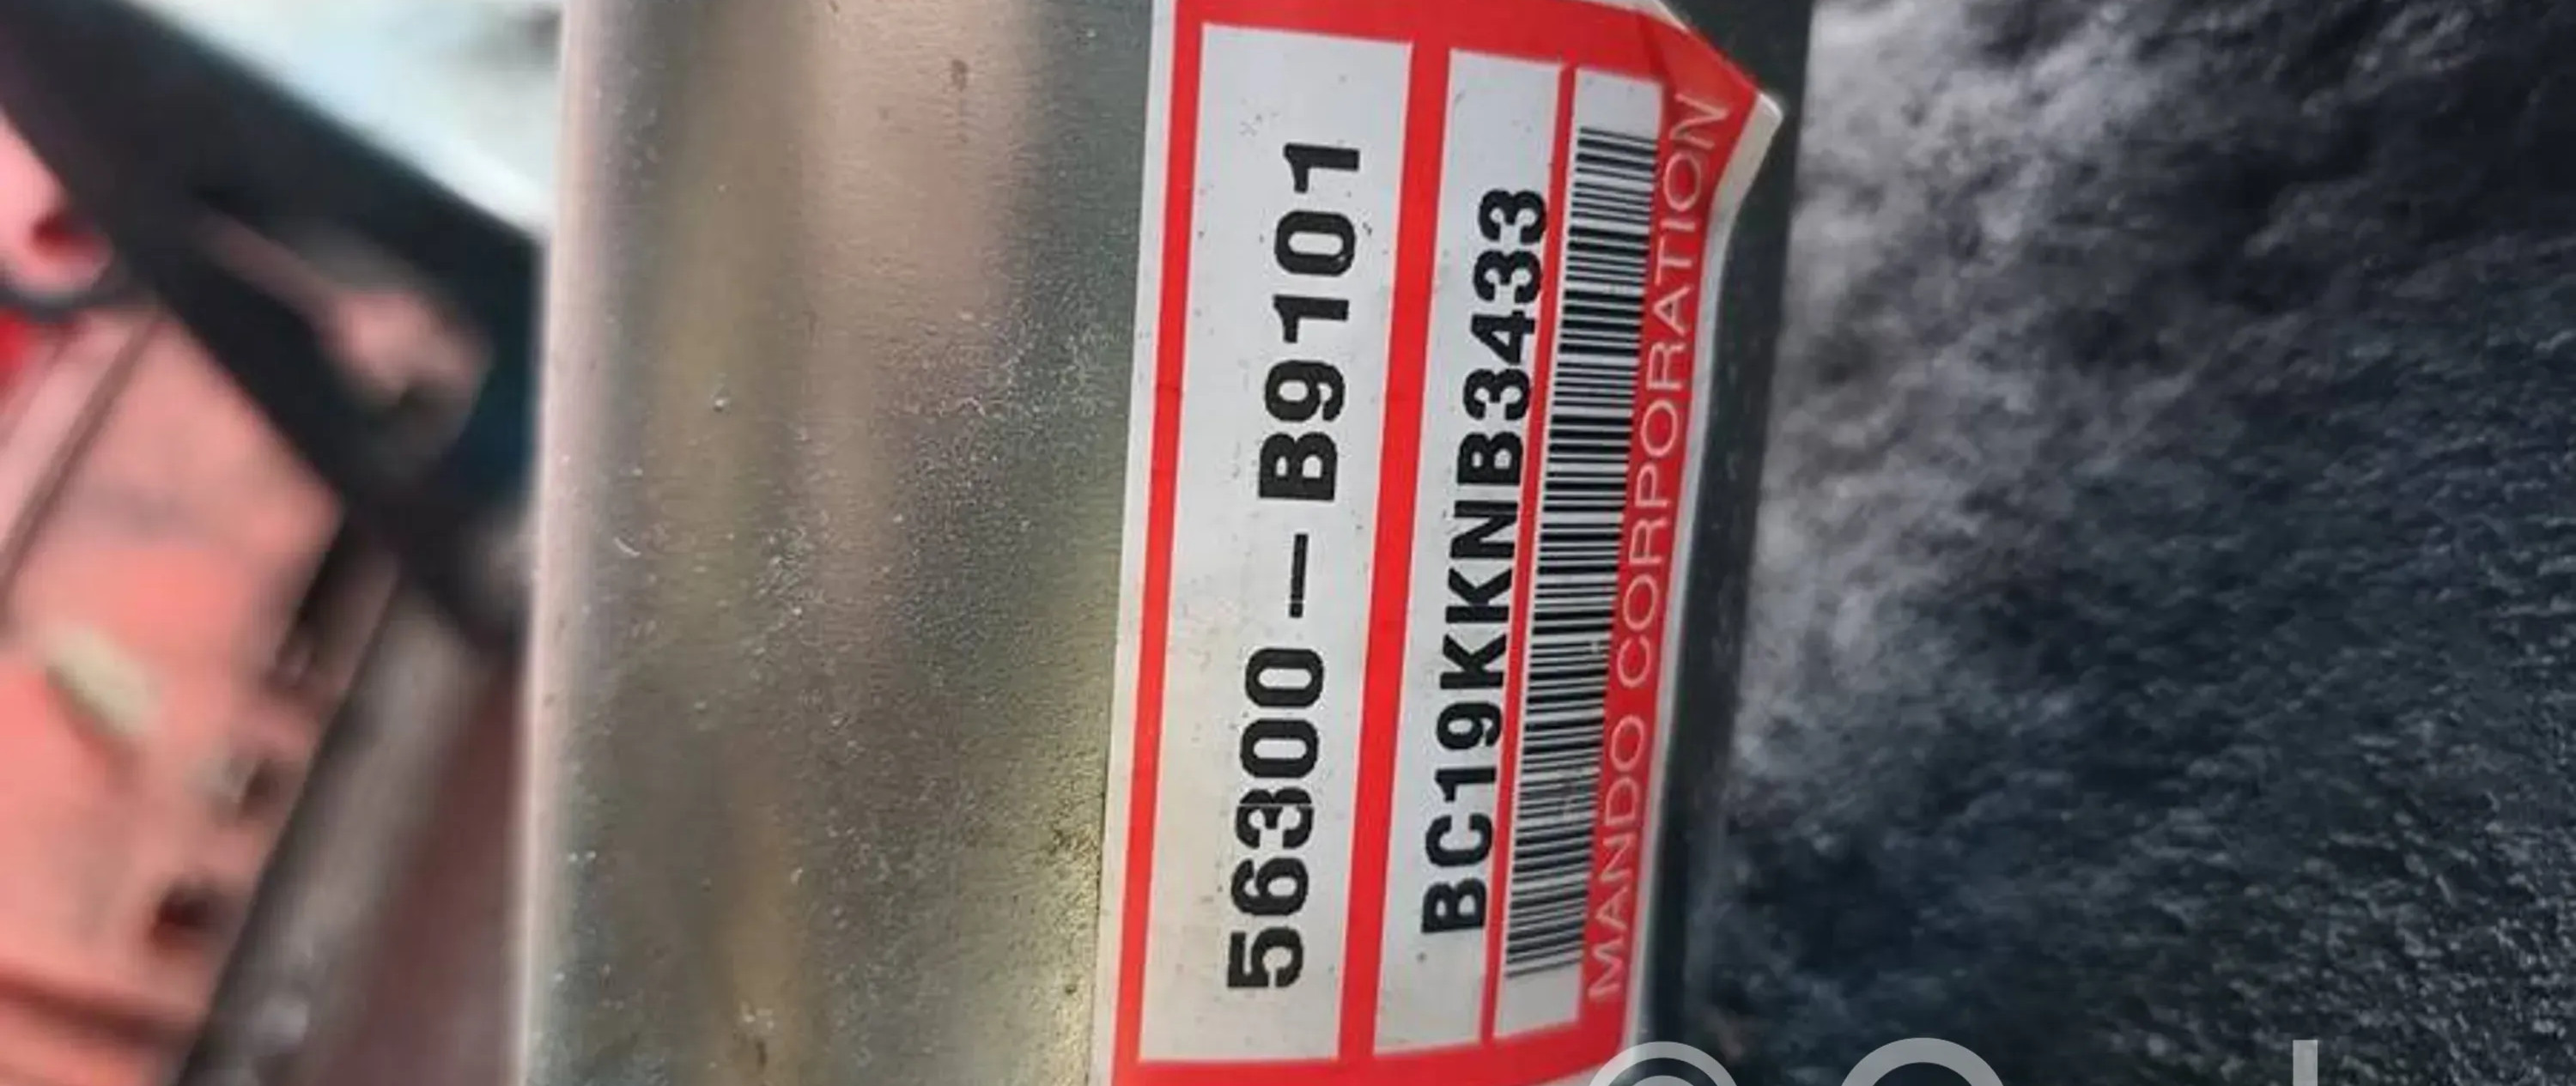 56300-B9101
BC19KKNB3433
MANDO CORPORATION